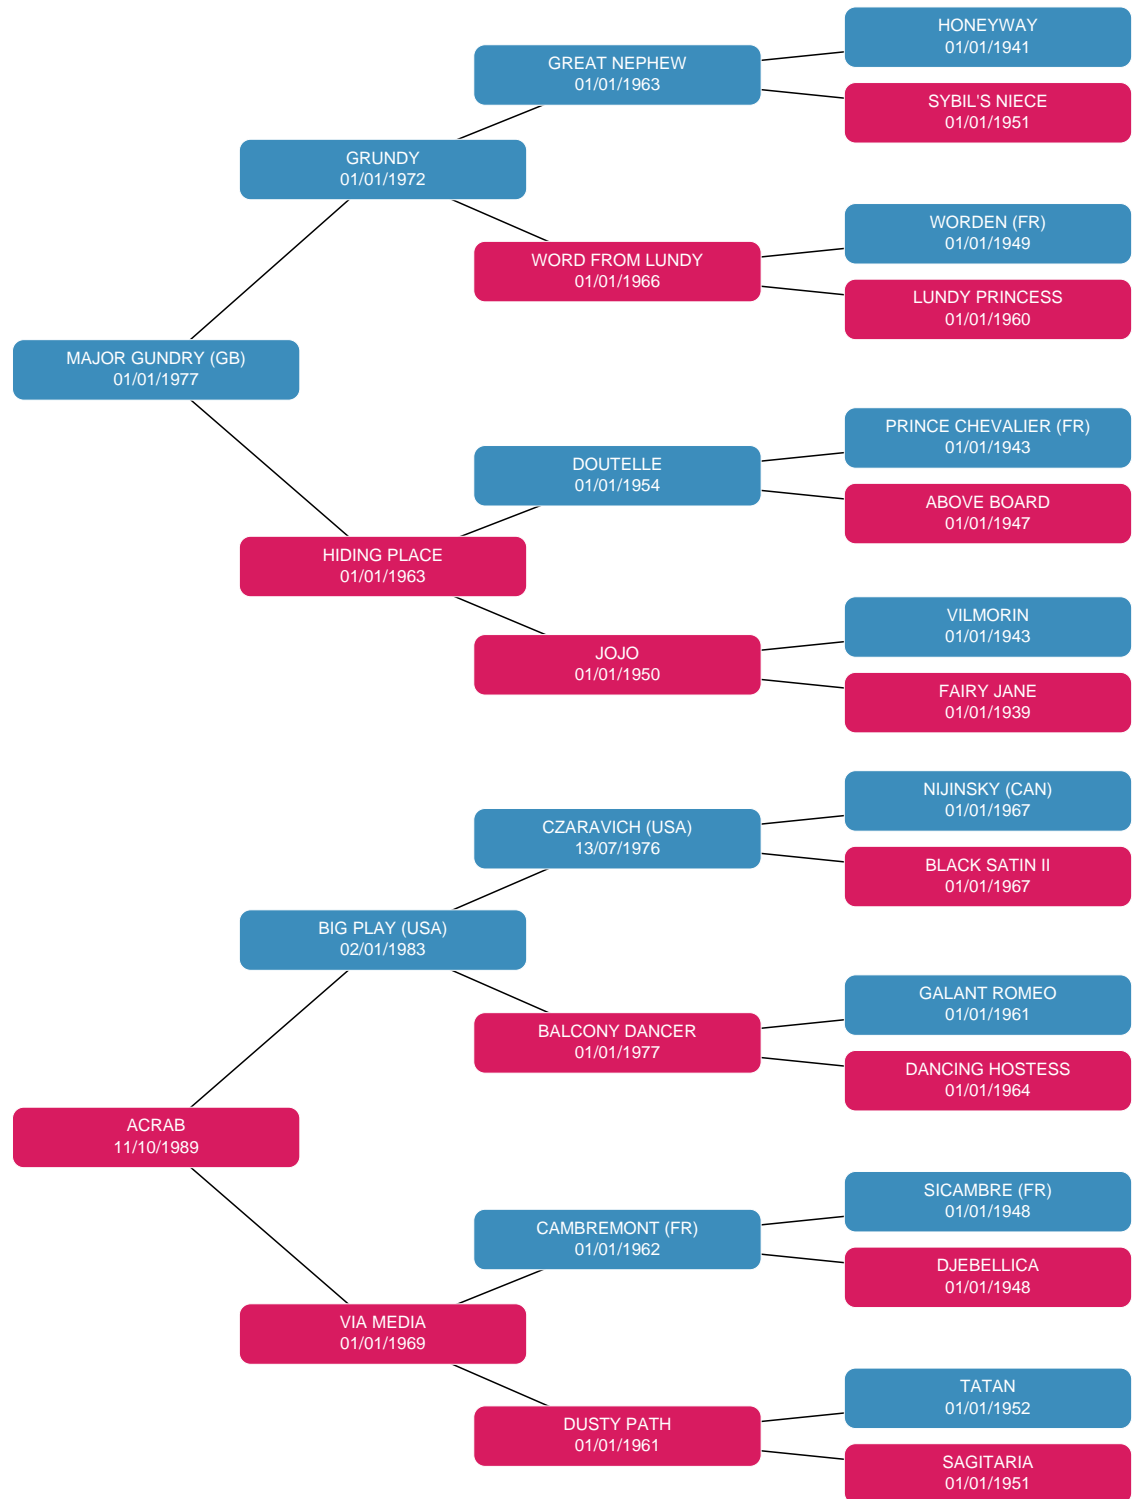 HONEYWAY
01/01/1941
GREAT NEPHEW
01/01/1963
SYBIL'S NIECE
01/01/1951
GRUNDY
01/01/1972
WORDEN (FR)
01/01/1949
WORD FROM LUNDY
01/01/1966
LUNDY PRINCESS
01/01/1960
MAJOR GUNDRY (GB)
01/01/1977
PRINCE CHEVALIER (FR)
01/01/1943
DOUTELLE
01/01/1954
ABOVE BOARD
01/01/1947
HIDING PLACE
01/01/1963
VILMORIN
01/01/1943
JOJO
01/01/1950
FAIRY JANE
01/01/1939
NIJINSKY (CAN)
01/01/1967
CZARAVICH (USA)
13/07/1976
BLACK SATIN II
01/01/1967
BIG PLAY (USA)
02/01/1983
GALANT ROMEO
01/01/1961
BALCONY DANCER
01/01/1977
DANCING HOSTESS
01/01/1964
ACRAB
11/10/1989
SICAMBRE (FR)
01/01/1948
CAMBREMONT (FR)
01/01/1962
DJEBELLICA
01/01/1948
VIA MEDIA
01/01/1969
TATAN
01/01/1952
DUSTY PATH
01/01/1961
SAGITARIA
01/01/1951